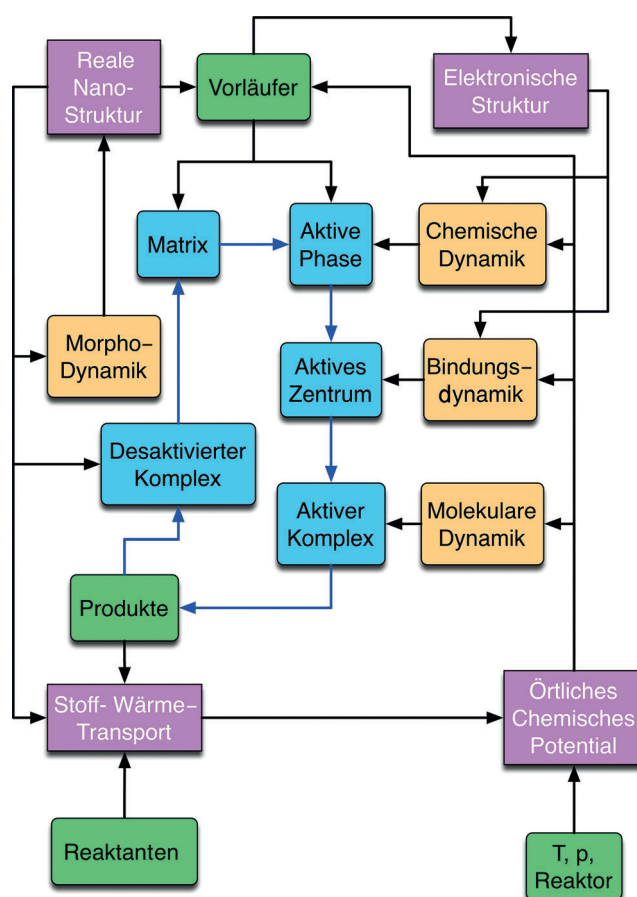 Reale
Nano-
Struktur
Vorläufer
Elektronische
Struktur
Matrix
Aktive
Phase
Chemische
Dynamik
Morpho–
Dynamik
Aktives
Zentrum
Bindungs-
dynamik
Desaktivierter
Komplex
Aktiver
Komplex
Molekulare
Dynamik
Produkte
Stoff- Wärme–
Transport
Örtliches
Chemisches
Potential
Reaktanten
T, p,
Reaktor